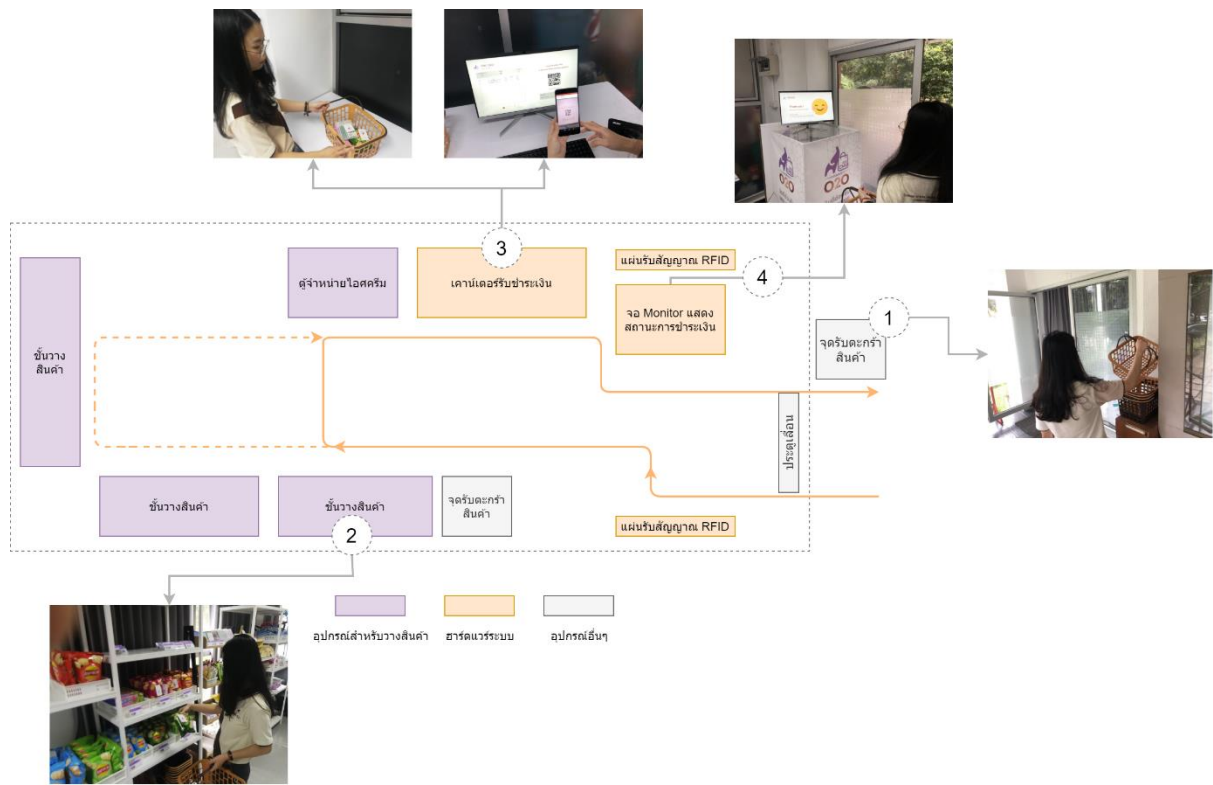 3
ตู้จำหน่ายไอศครีม
เคาน์เตอร์รับชำระเงิน
แผ่นรับสัญญาณ RFID
4
จอ Monitor แสดง
สถานะการชำระเงิน
1
จุดรับตะกร้า
สินค้า
ชั้นวาง
สินค้า
ประตูเลื่อน
ชั้นวางสินค้า
ชั้นวางสินค้า
2
จุดรับตะกร้า
สินค้า
แผ่นรับสัญญาณ RFID
อุปกรณ์สำหรับวางสินค้า
ฮาร์ดแวร์ระบบ
อุปกรณ์อื่นๆ
O2O
O2O